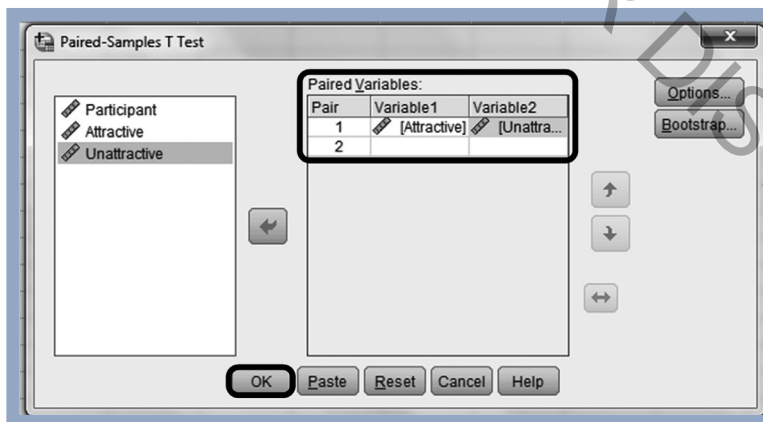 Paired-Samples T Test
x
Participant
Attractive
Unattractive
Paired Variables:
Pair Variable1 Variable2
1 [Attractive] [Unattra...
2
Options...
Bootstrap...
OK Paste Reset Cancel Help
DIS